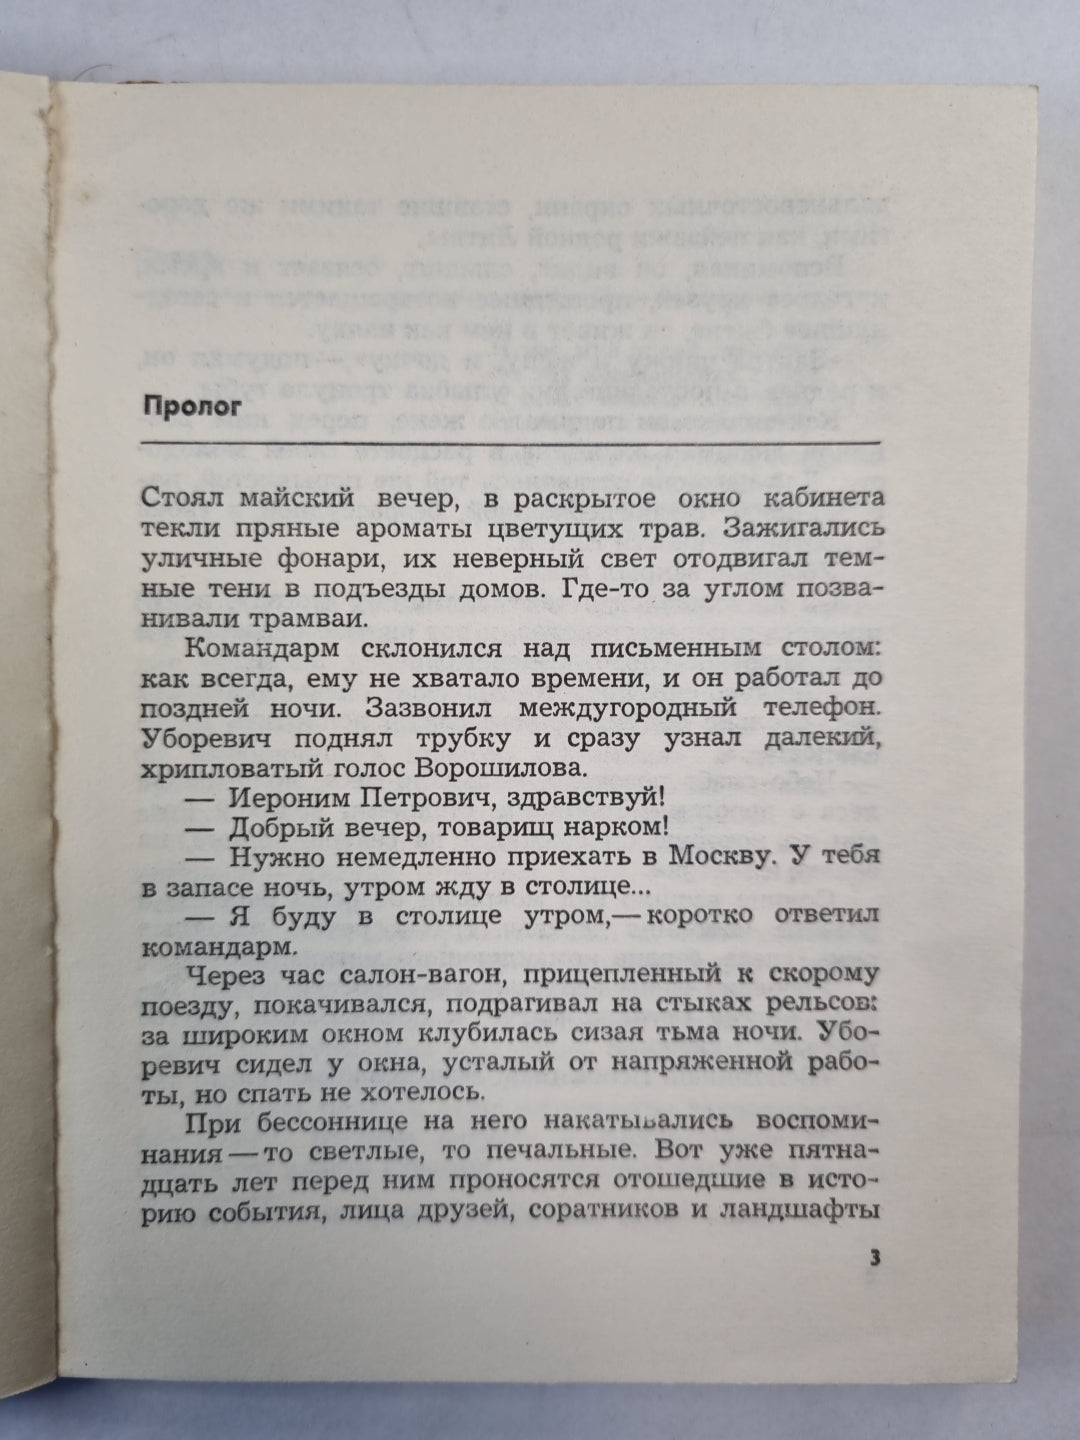 Пролог
Стоял майский вечер, в раскрытое окно кабинета
текли пряные ароматы цветущих трав. Зажигались
уличные фонари, их неверный свет отодвигал тем-
ные тени в подъезды домов. Где-то за углом позва-
нивали трамваи.
Командарм склонился над письменным столом:
как всегда, ему не хватало времени, и он работал до
поздней ночи. Зазвонил междугородный телефон.
Уборевич поднял трубку и сразу узнал далекий,
хрипловатый голос Ворошилова.
— Иероним Петрович, здравствуй!
— Добрый вечер, товарищ нарком!
— Нужно немедленно приехать в Москву. У тебя
в запасе ночь, утром жду в столице...
— Я буду в столице утром,— коротко ответил
командарм.
Через час салон-вагон, прицепленный к скорому
поезду, покачивался, подрагивал на стыках рельсов:
за широким окном клубилась сизая тьма ночи. Убо-
ревич сидел у окна, усталый от напряженной рабо-
ты, но спать не хотелось.
При бессоннице на него накатывались воспоми-
нания — то светлые, то печальные. Вот уже пятна-
дцать лет перед ним проносятся отошедшие в исто-
рию события, лица друзей, соратников и ландшафты
3